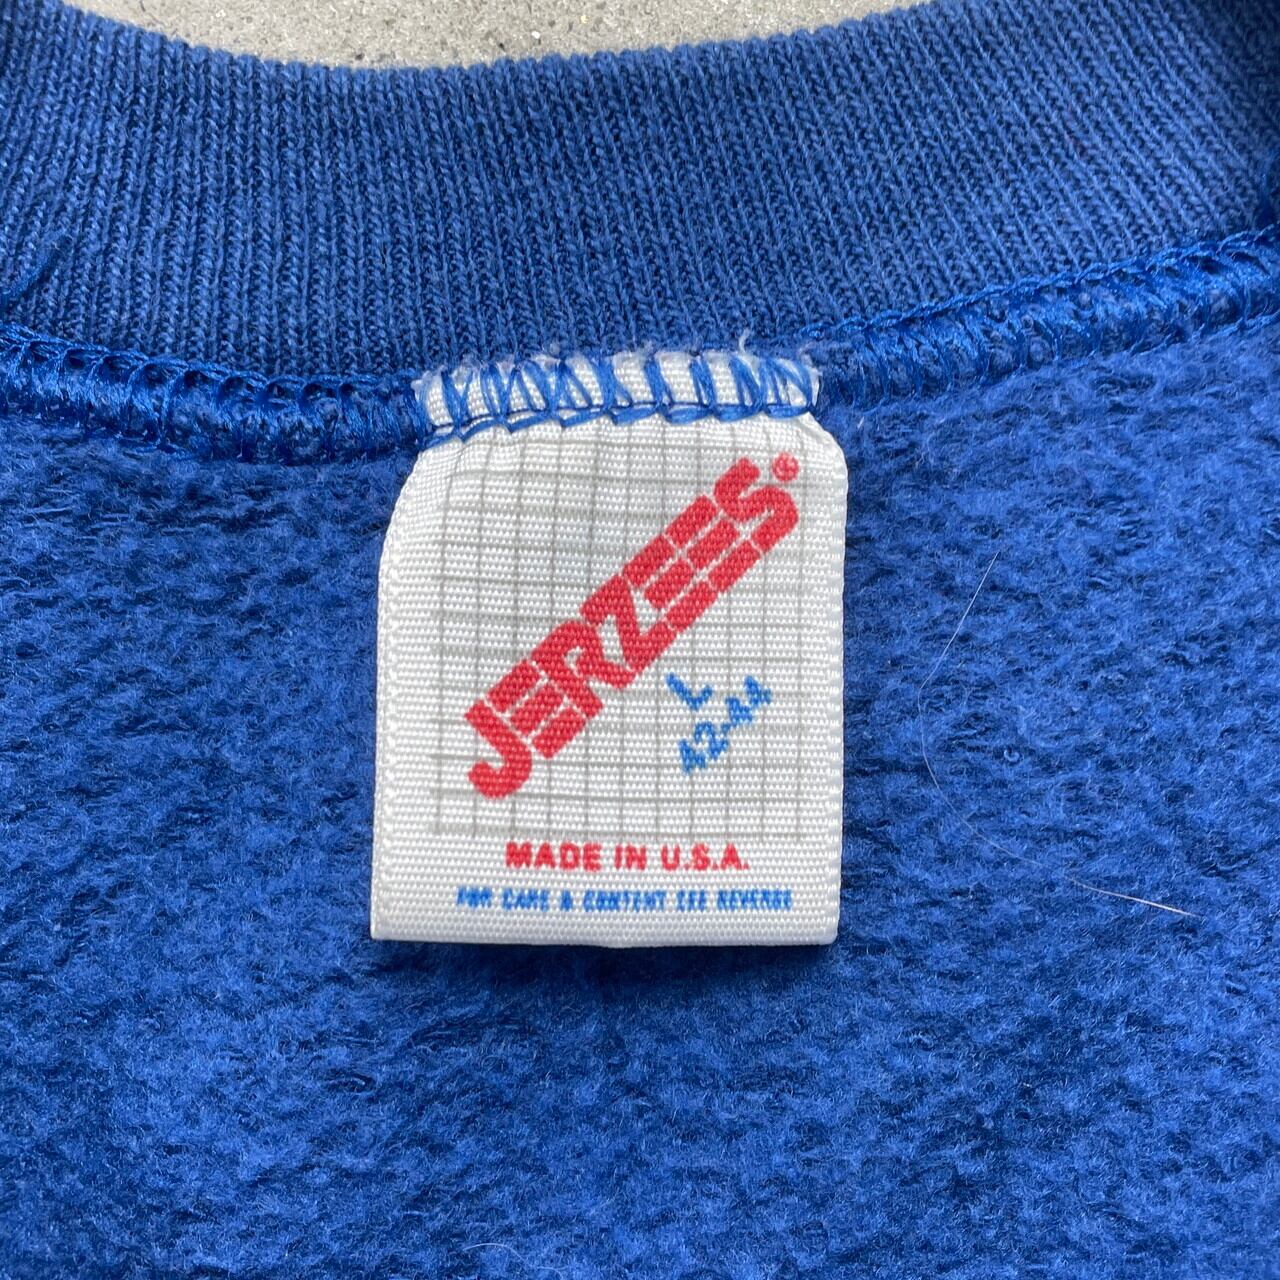 JERZEES®
L
42-44
MADE IN U.S.A.
FOR CARE & CONTENT SEE REVERSE